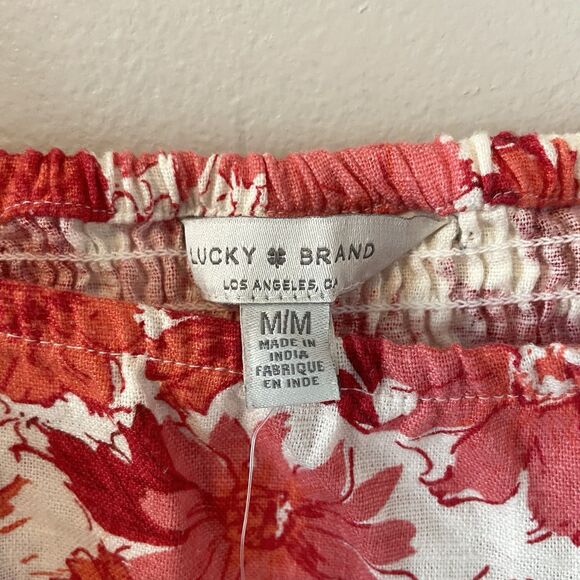 LUCKY BRAND
LOS ANGELES, CA
M/M
MADE IN
INDIA
FABRIQUE
EN INDE